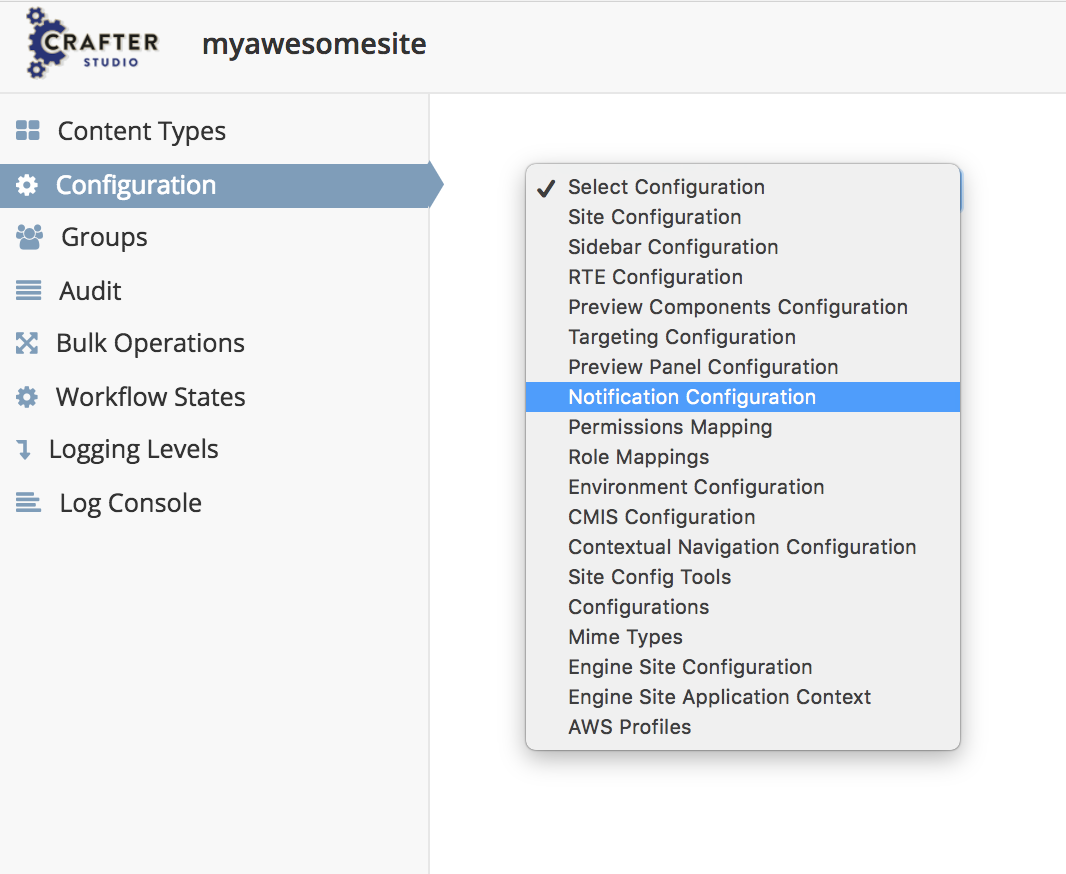 CRAFTER
STUDIO
myawesomesite
Content Types
Configuration
Groups
Audit
Bulk Operations
Workflow States
Logging Levels
Log Console
Select Configuration
Site Configuration
Sidebar Configuration
RTE Configuration
Preview Components Configuration
Targeting Configuration
Preview Panel Configuration
Notification Configuration
Permissions Mapping
Role Mappings
Environment Configuration
CMIS Configuration
Contextual Navigation Configuration
Site Config Tools
Configurations
Mime Types
Engine Site Configuration
Engine Site Application Context
AWS Profiles